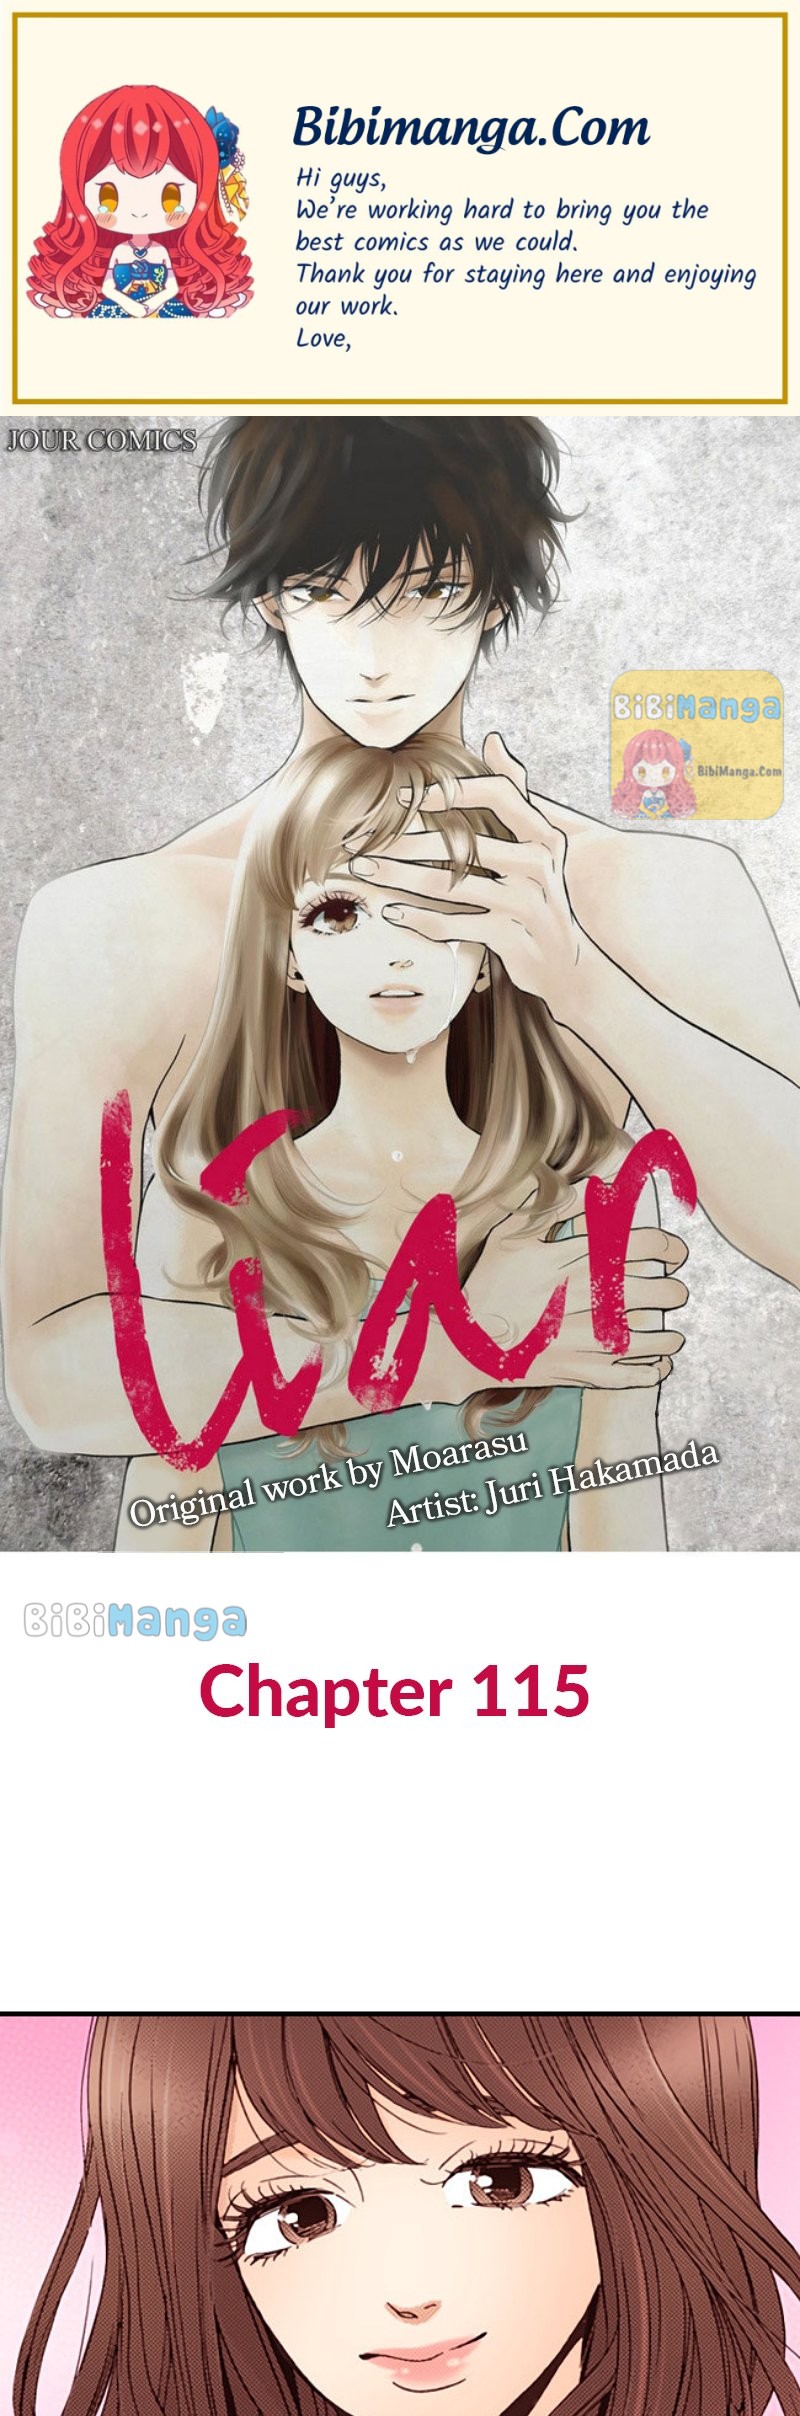 Bibimanga.Com
Hi guys,
We're working hard to bring you the
best comics as we could.
Thank you for staying here and enjoying
our work.
Love,
JOUR COMICS
BiBiManga
BibiManga.Com
liar
Original work by Moarasu
Artist: Juri Hakamada
BiBiManga
Chapter 115